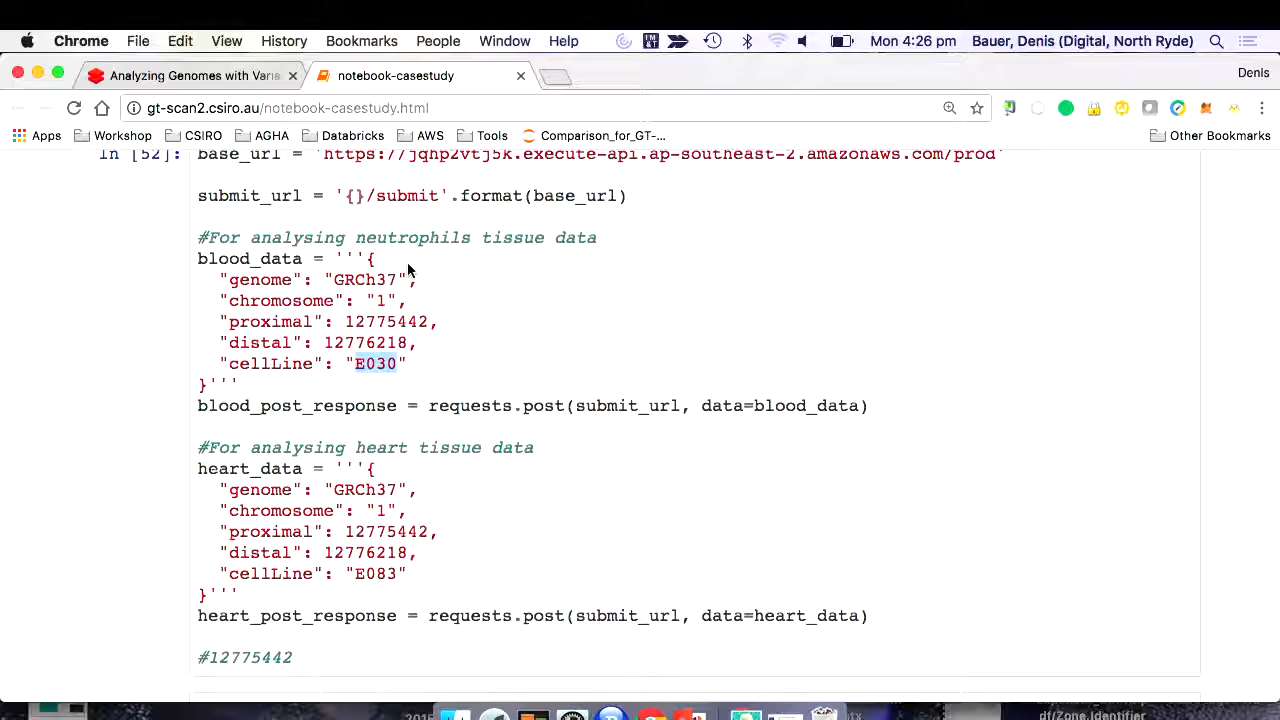 Chrome File Edit View History Bookmarks People Window Help Mon 4:26 pm Bauer, Denis (Digital, North Ryde)
Analyzing Genomes with Varia notebook-casestudy Denis
gt-scan2.csiro.au/notebook-casestudy.html
Apps Workshop CSIRO AGHA Databricks AWS Tools Comparison_for_GT-... Other Bookmarks
In [52]: base_url = 'https://jqhp2vtj5k.execute-api.ap-southeast-2.amazonaws.com/prod'
submit_url = '{}/submit'.format(base_url)
#For analysing neutrophils tissue data
blood_data = '''{
"genome": "GRCh37",
"chromosome": "1",
"proximal": 12775442,
"distal": 12776218,
"cellLine": "E030"
}'''
blood_post_response = requests.post(submit_url, data=blood_data)
#For analysing heart tissue data
heart_data = '''{
"genome": "GRCh37",
"chromosome": "1",
"proximal": 12775442,
"distal": 12776218,
"cellLine": "E083"
}'''
heart_post_response = requests.post(submit_url, data=heart_data)
#12775442
df/Zone.Identifier